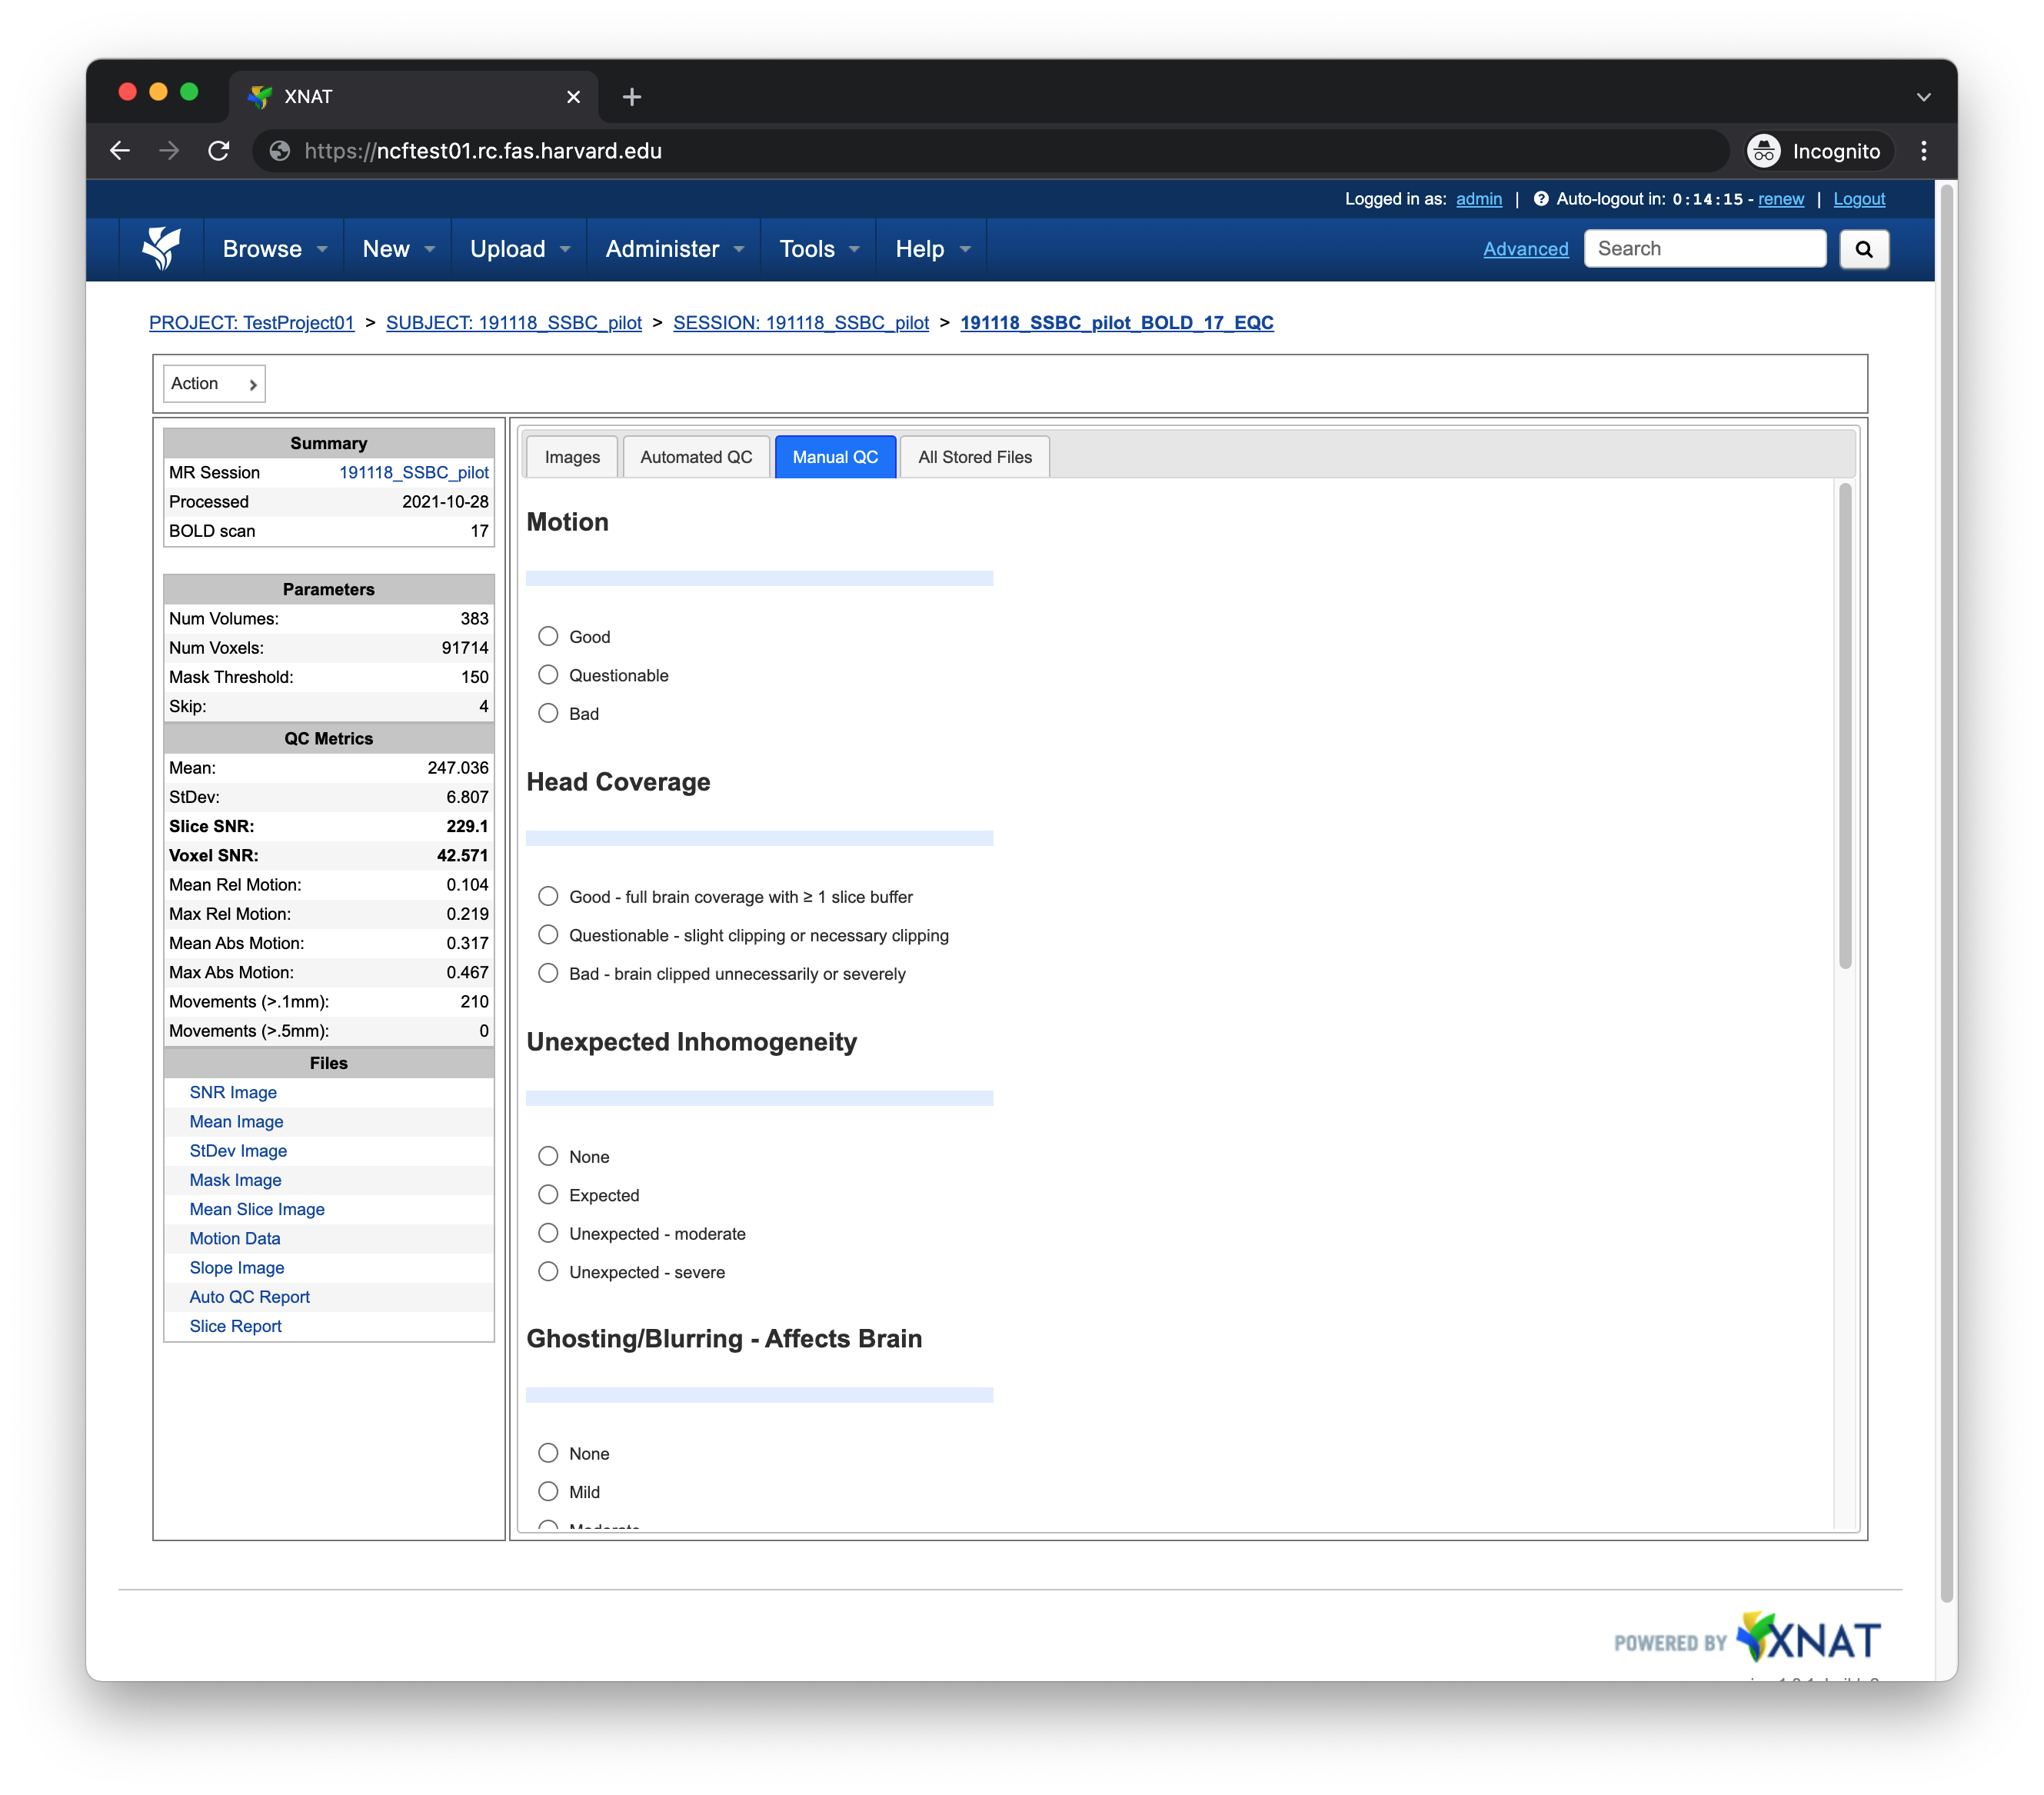 XNAT
https://ncftest01.rc.fas.harvard.edu
Incognito
Logged in as: admin | Auto-logout in: 0:14:15 - renew | Logout
Browse New Upload Administer Tools Help Advanced Search
PROJECT: TestProject01 > SUBJECT: 191118_SSBC_pilot > SESSION: 191118_SSBC_pilot > 191118_SSBC_pilot_BOLD_17_EQC
Action
Summary
MR Session 191118_SSBC_pilot
Processed 2021-10-28
BOLD scan 17
Parameters
Num Volumes: 383
Num Voxels: 91714
Mask Threshold: 150
Skip: 4
QC Metrics
Mean: 247.036
StDev: 6.807
Slice SNR: 229.1
Voxel SNR: 42.571
Mean Rel Motion: 0.104
Max Rel Motion: 0.219
Mean Abs Motion: 0.317
Max Abs Motion: 0.467
Movements (>.1mm): 210
Movements (>.5mm): 0
Files
SNR Image
Mean Image
StDev Image
Mask Image
Mean Slice Image
Motion Data
Slope Image
Auto QC Report
Slice Report
Images Automated QC Manual QC All Stored Files
Motion
Good
Questionable
Bad
Head Coverage
Good - full brain coverage with ≥ 1 slice buffer
Questionable - slight clipping or necessary clipping
Bad - brain clipped unnecessarily or severely
Unexpected Inhomogeneity
None
Expected
Unexpected - moderate
Unexpected - severe
Ghosting/Blurring - Affects Brain
None
Mild
POWERED BY XNAT